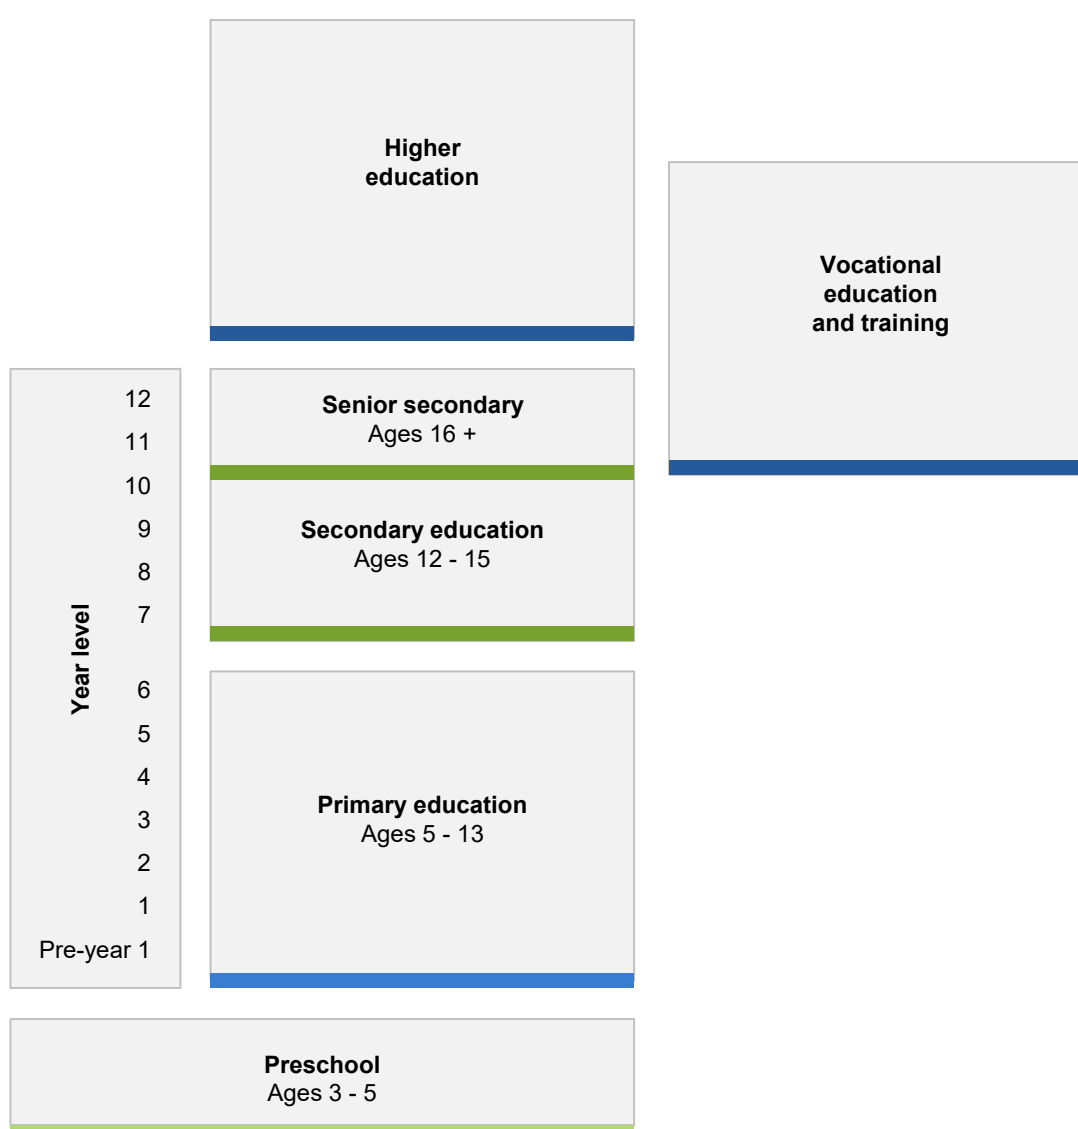 Higher
education
Vocational
education
and training
12
11
10
9
8
7
6
5
4
3
2
1
Pre-year 1
Year level
Senior secondary
Ages 16 +
Secondary education
Ages 12 - 15
Primary education
Ages 5 - 13
Preschool
Ages 3 - 5